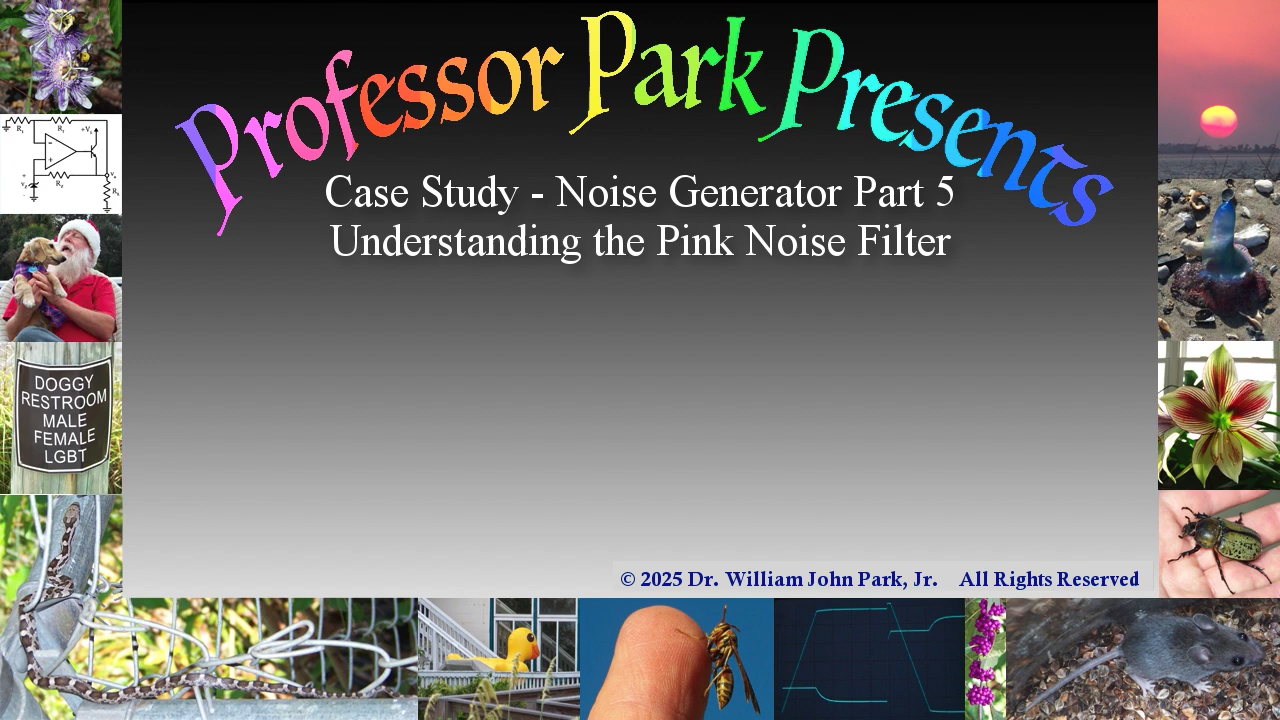 Professor Park Presents
Case Study - Noise Generator Part 5
Understanding the Pink Noise Filter
DOGGY
RESTROOM
MALE
FEMALE
LGBT
© 2025 Dr. William John Park, Jr. All Rights Reserved